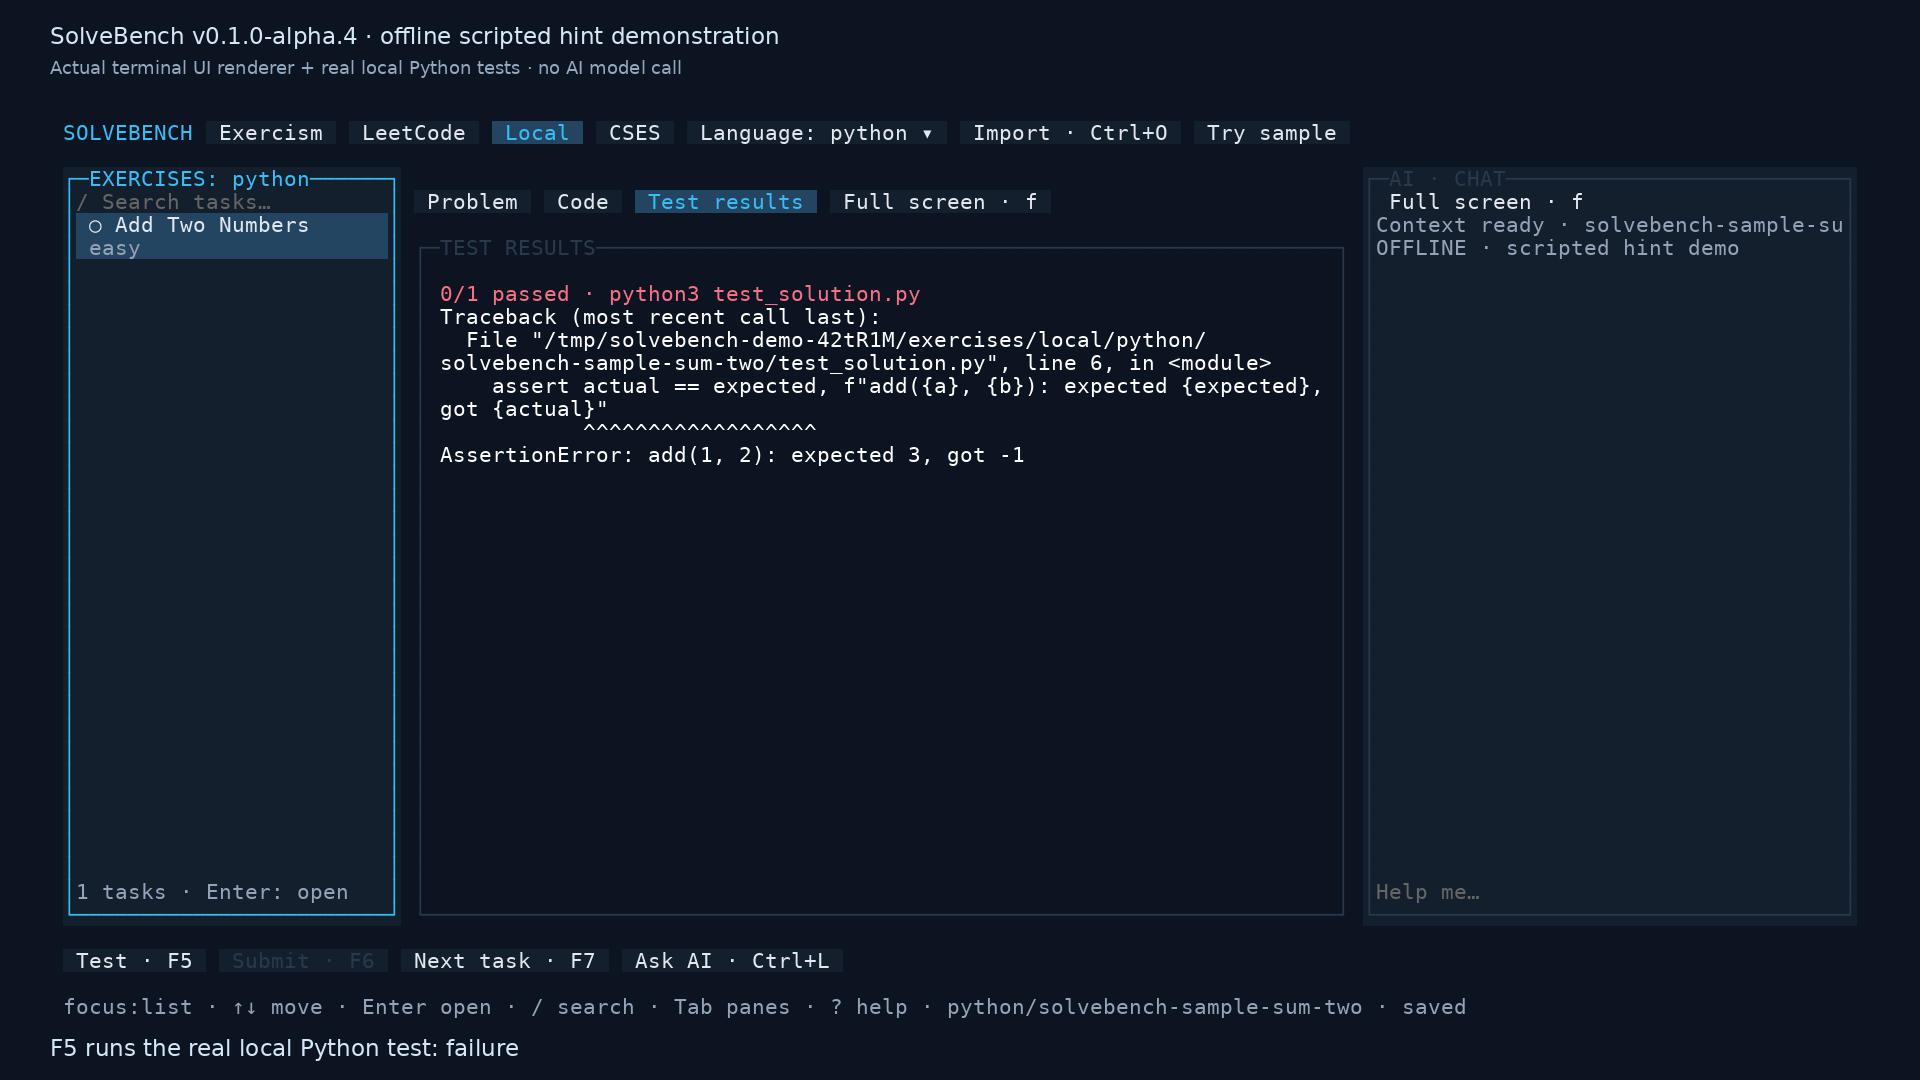 SolveBench v0.1.0-alpha.4 · offline scripted hint demonstration
Actual terminal UI renderer + real local Python tests · no AI model call
SOLVEBENCH Exercism LeetCode Local CSES Language: python ▾ Import · Ctrl+O Try sample
EXERCISES: python
/ Search tasks…
○ Add Two Numbers
easy
1 tasks · Enter: open
Problem Code Test results Full screen · f
TEST RESULTS
0/1 passed · python3 test_solution.py
Traceback (most recent call last):
  File "/tmp/solvebench-demo-42tR1M/exercises/local/python/
solvebench-sample-sum-two/test_solution.py", line 6, in <module>
    assert actual == expected, f"add({a}, {b}): expected {expected},
got {actual}"
           ^^^^^^^^^^^^^^^^^^
AssertionError: add(1, 2): expected 3, got -1
AI · CHAT
Full screen · f
Context ready · solvebench-sample-su
OFFLINE · scripted hint demo
Help me…
Test · F5 Submit · F6 Next task · F7 Ask AI · Ctrl+L
focus:list · ↑↓ move · Enter open · / search · Tab panes · ? help · python/solvebench-sample-sum-two · saved
F5 runs the real local Python test: failure